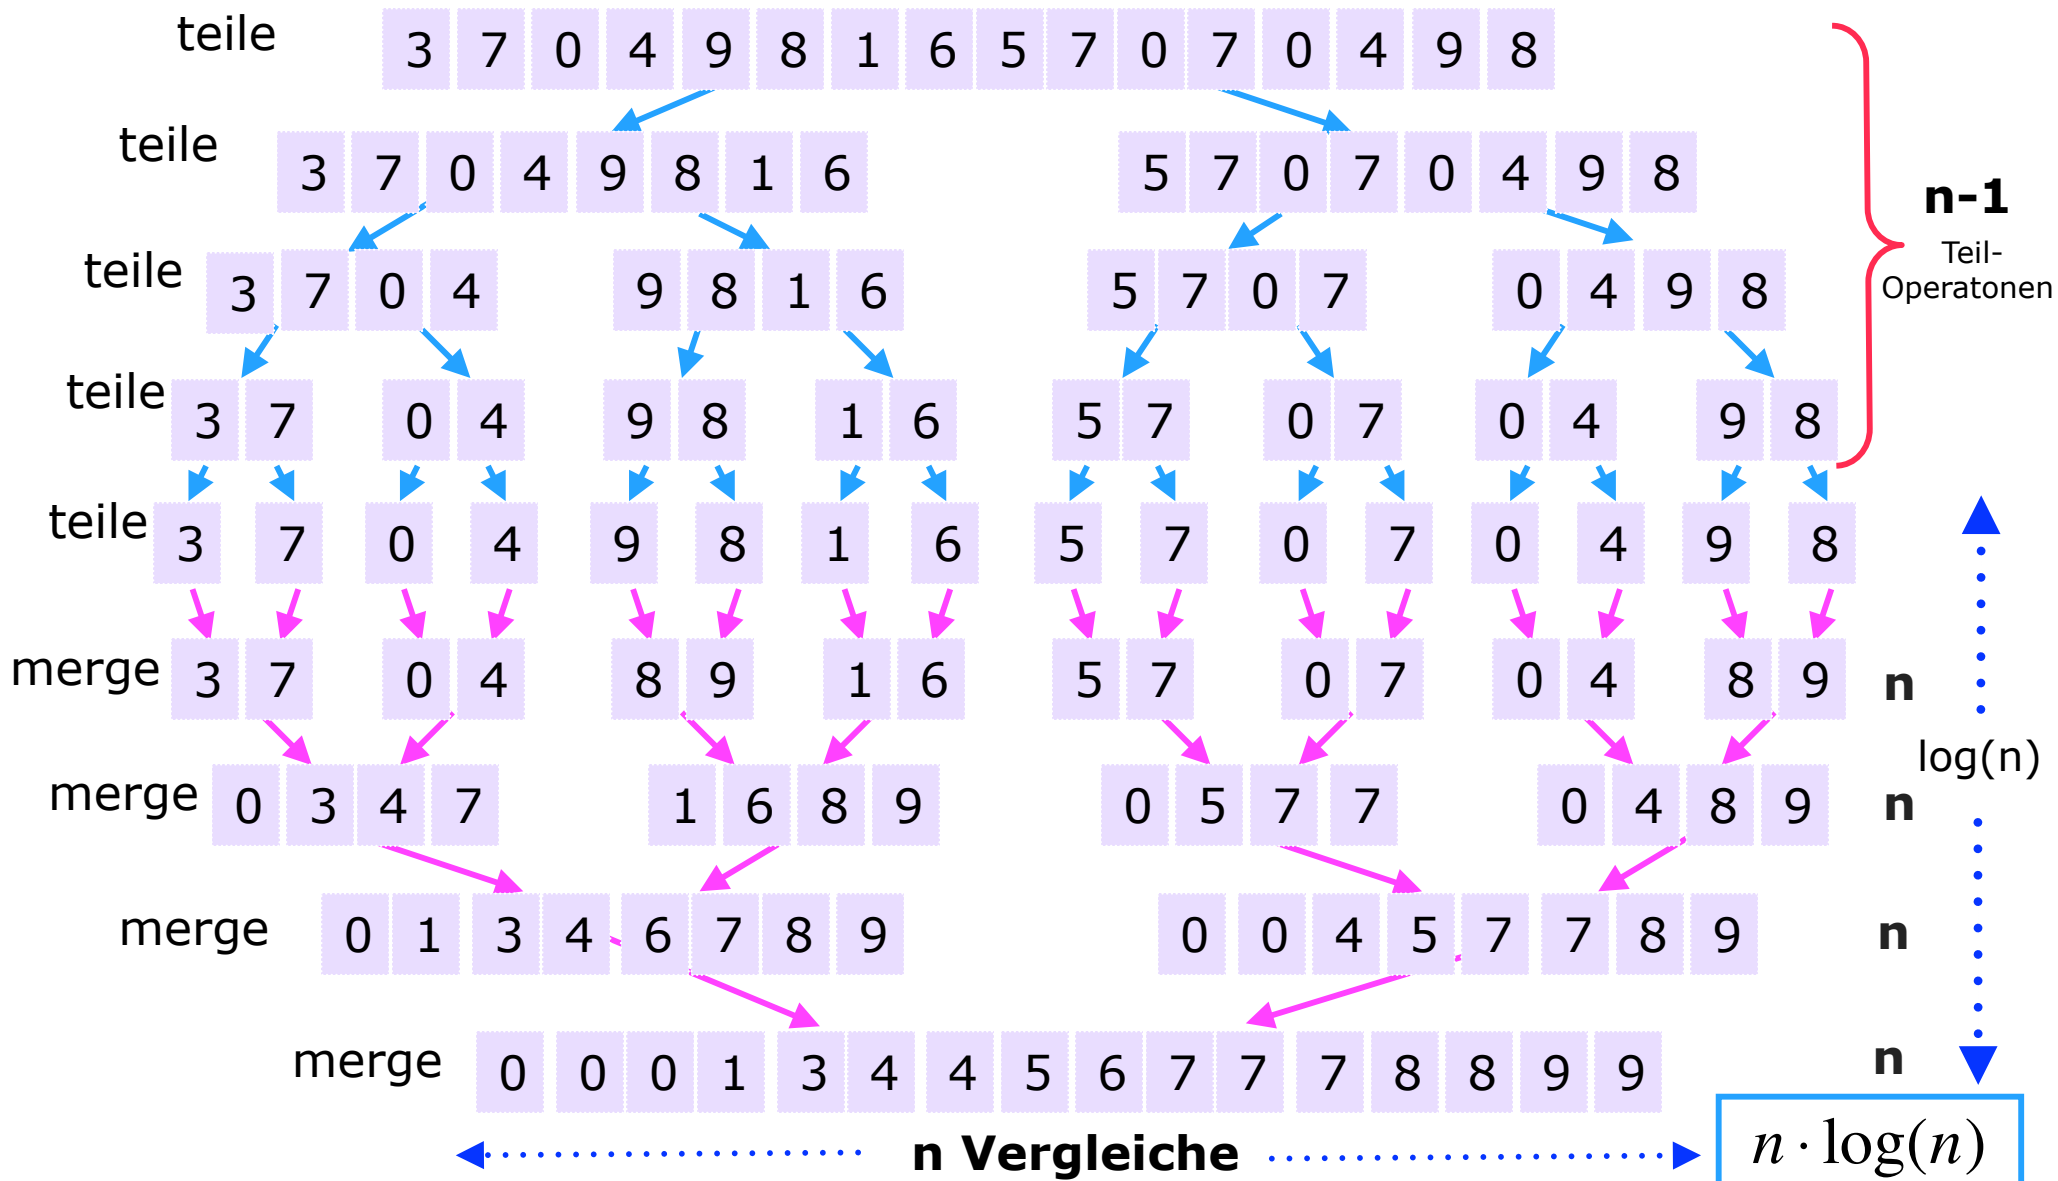 teile 3 7 0 4 9 8 1 6 5 7 0 7 0 4 9 8
teile 3 7 0 4 9 8 1 6 5 7 0 7 0 4 9 8
n-1
Teil-
Operatonen
teile 3 7 0 4 9 8 1 6 5 7 0 7 0 4 9 8
teile 3 7 0 4 9 8 1 6 5 7 0 7 0 4 9 8
teile 3 7 0 4 9 8 1 6 5 7 0 7 0 4 9 8
merge 3 7 0 4 8 9 1 6 5 7 0 7 0 4 8 9 n
log(n)
merge 0 3 4 7 1 6 8 9 0 5 7 7 0 4 8 9 n
merge 0 1 3 4 6 7 8 9 0 0 4 5 7 7 8 9 n
merge 0 0 0 1 3 4 4 5 6 7 7 7 8 8 9 9 n
n Vergleiche
n · log(n)